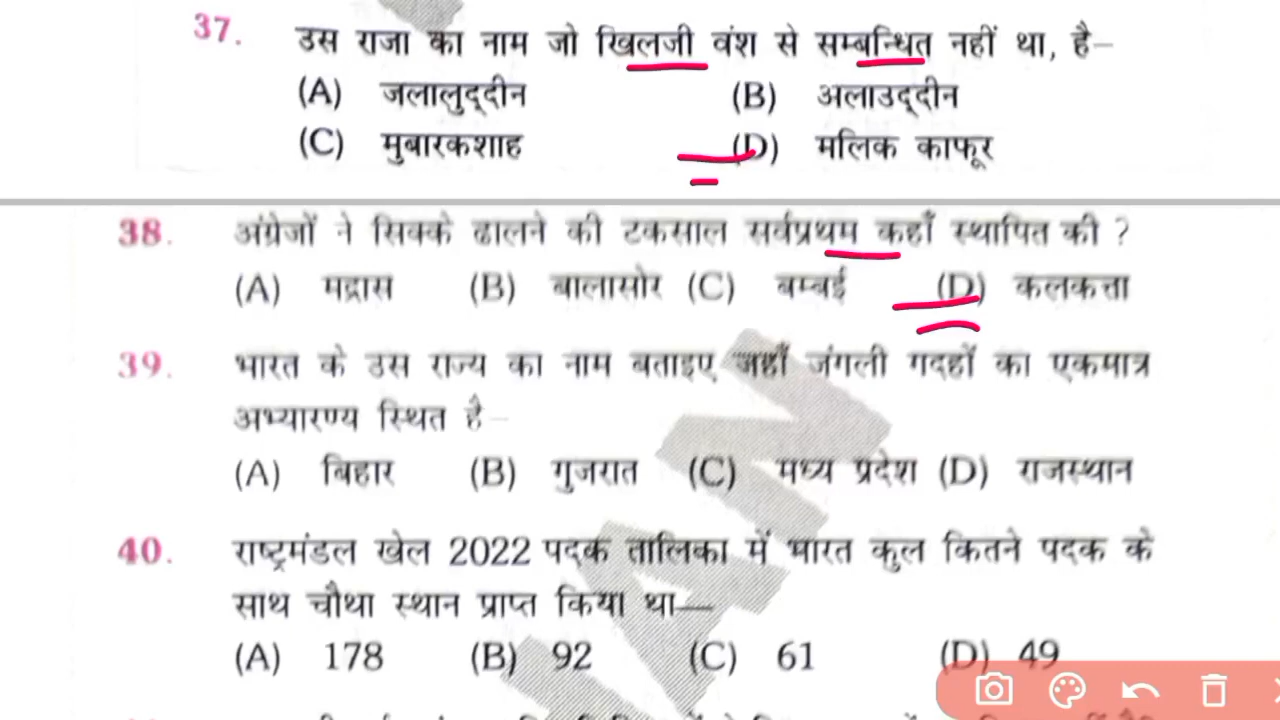 37. उस राजा का नाम जो खिलजी वंश से सम्बन्धित नहीं था, है–
(A) जलालुद्दीन (B) अलाउद्दीन
(C) मुबारकशाह (D) मलिक काफूर
38. अंग्रेजों ने सिक्के ढालने की टकसाल सर्वप्रथम कहाँ स्थापित की ?
(A) मद्रास (B) बालासोर (C) बम्बई (D) कलकत्ता
39. भारत के उस राज्य का नाम बताइए जहाँ जंगली गदहों का एकमात्र
अभ्यारण्य स्थित है–
(A) बिहार (B) गुजरात (C) मध्य प्रदेश (D) राजस्थान
40. राष्ट्रमंडल खेल 2022 पदक तालिका में भारत कुल कितने पदक के
साथ चौथा स्थान प्राप्त किया था—
(A) 178 (B) 92 (C) 61 (D) 49